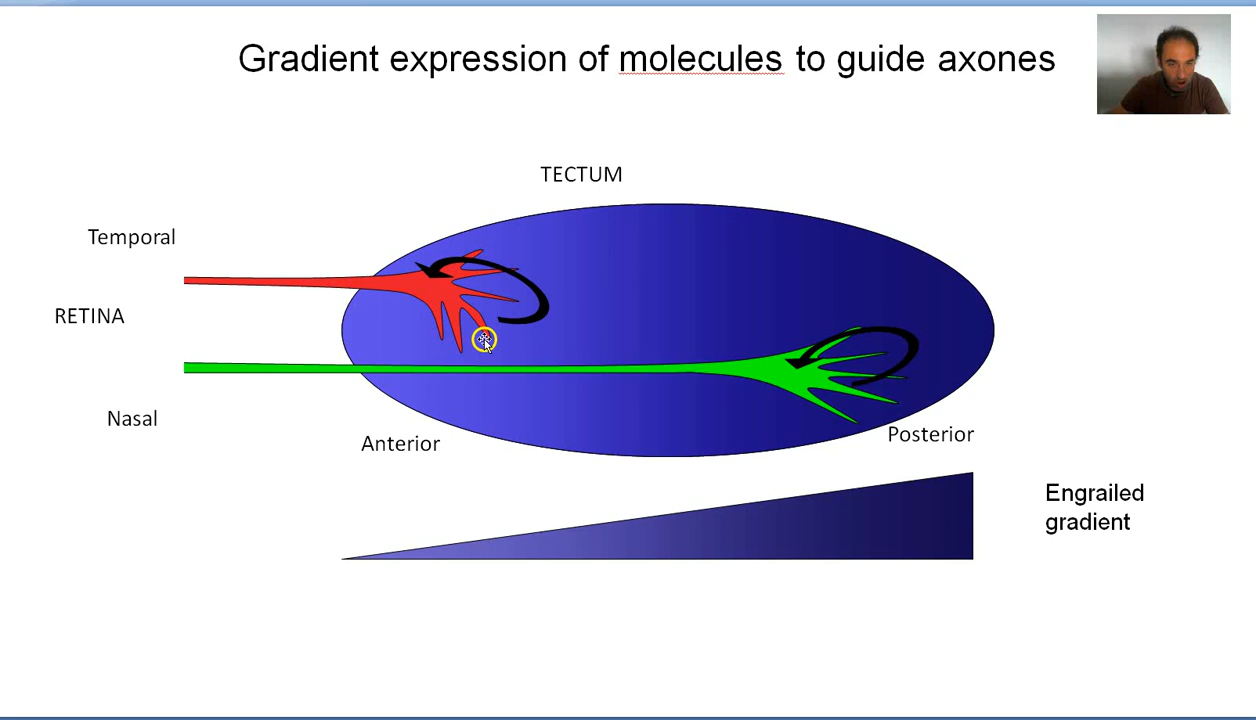 Gradient expression of molecules to guide axones
TECTUM
Temporal
RETINA
Nasal
Anterior
Posterior
Engrailed
gradient